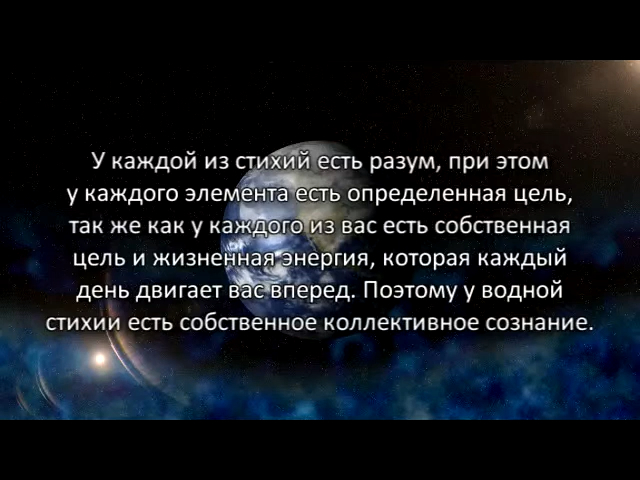 У каждой из стихий есть разум, при этом
у каждого элемента есть определенная цель,
так же как у каждого из вас есть собственная
цель и жизненная энергия, которая каждый
день двигает вас вперед. Поэтому у водной
стихии есть собственное коллективное сознание.